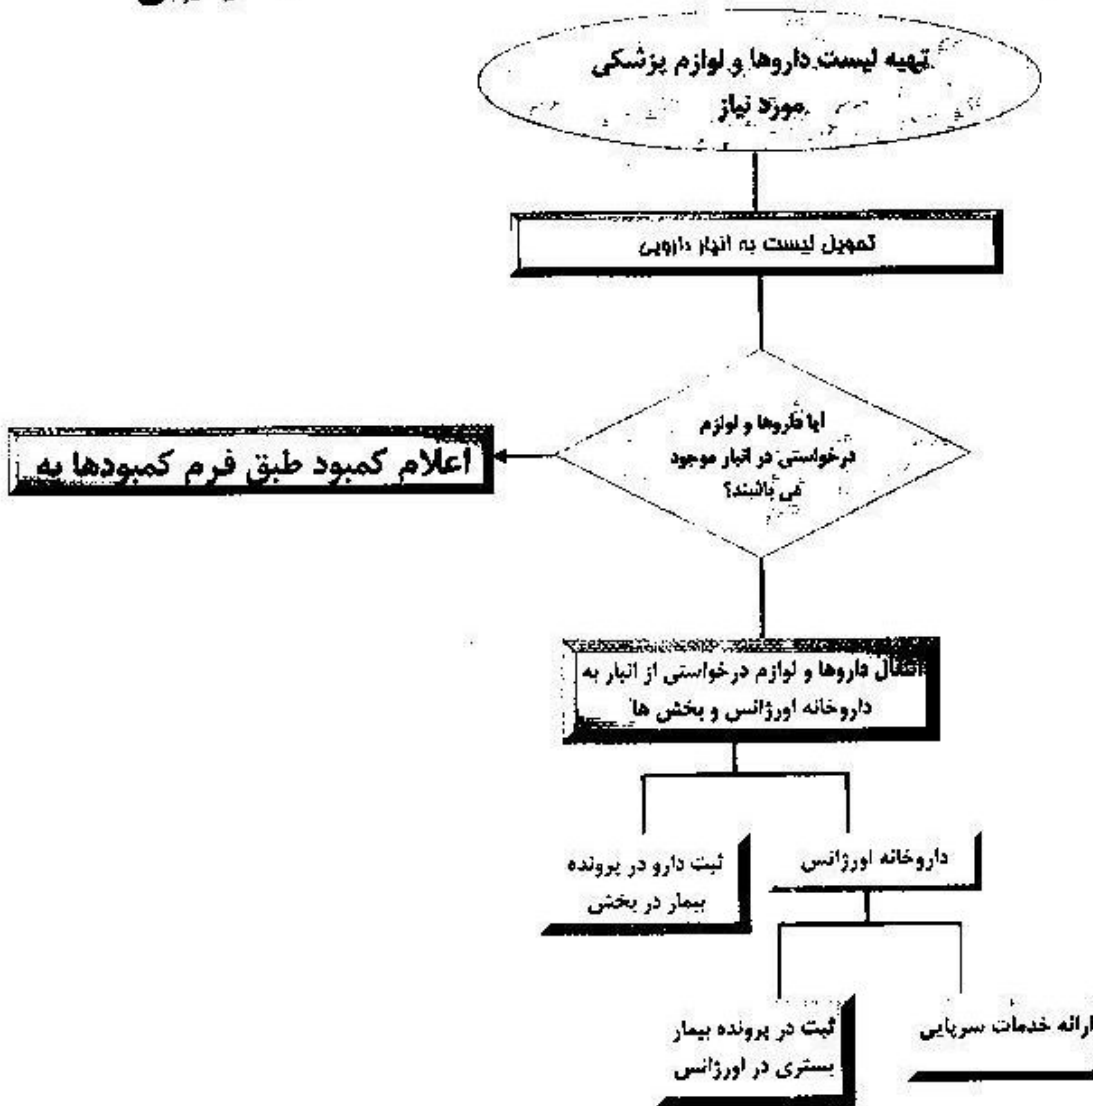 تهیه لیست داروها و لوازم پزشکی
مورد نیاز
تحویل لیست به انبار دارویی
آیا داروها و لوازم
درخواستی در انبار موجود
می باشند؟
اعلام کمبود طبق فرم کمبودها به
انتقال داروها و لوازم درخواستی از انبار به
داروخانه اورژانس و بخش ها
داروخانه اورژانس
ثبت دارو در پرونده
بیمار در بخش
ارائه خدمات سرپایی
ثبت در پرونده بیمار
بستری در اورژانس